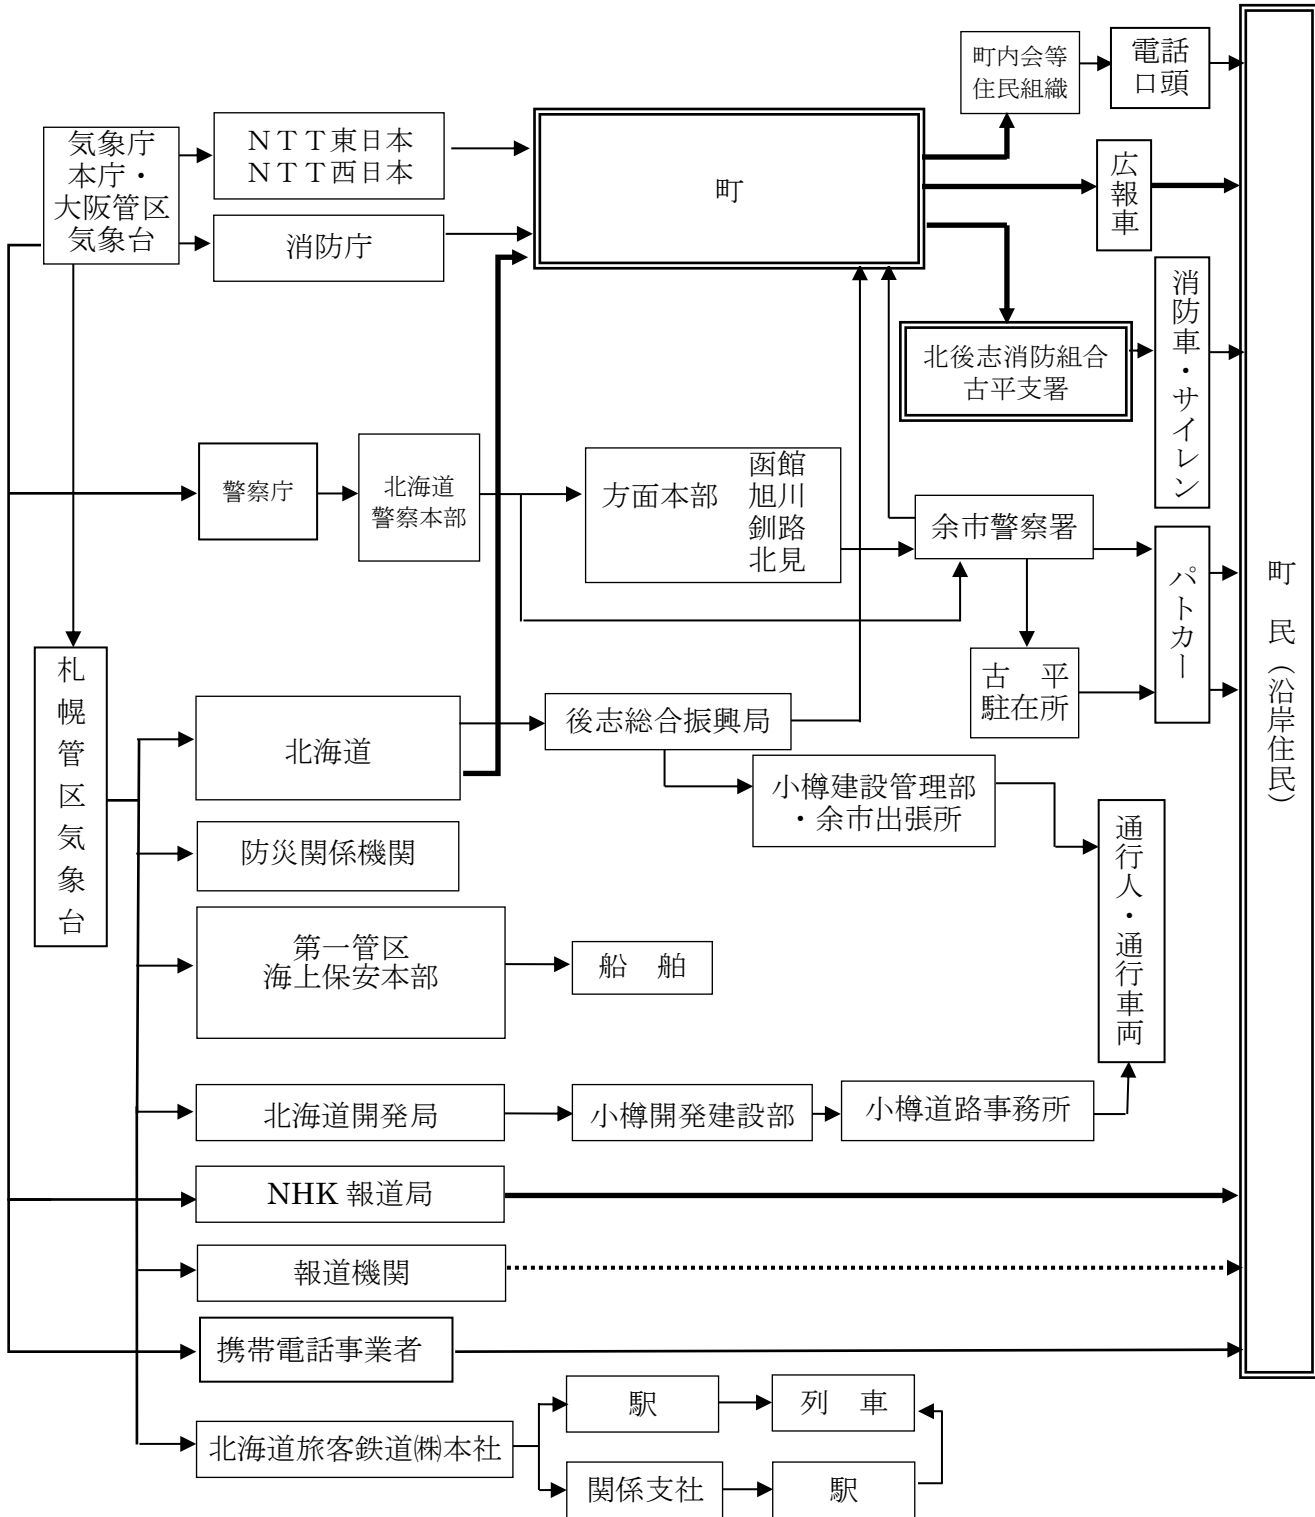 町内会等
住民組織
電話
口頭
気象庁
本庁・
大阪管区
気象台
ＮＴＴ東日本
ＮＴＴ西日本
消防庁
町
広報車
消防車・サイレン
北後志消防組合
古平支署
警察庁
北海道
警察本部
方面本部
函館
旭川
釧路
北見
余市警察署
パトカー
古　平
駐在所
町　民（沿岸住民）
札幌管区気象台
北海道
後志総合振興局
小樽建設管理部
・余市出張所
通行人・通行車両
防災関係機関
第一管区
海上保安本部
船　舶
北海道開発局
小樽開発建設部
小樽道路事務所
NHK 報道局
報道機関
携帯電話事業者
北海道旅客鉄道㈱本社
駅
列　車
関係支社
駅